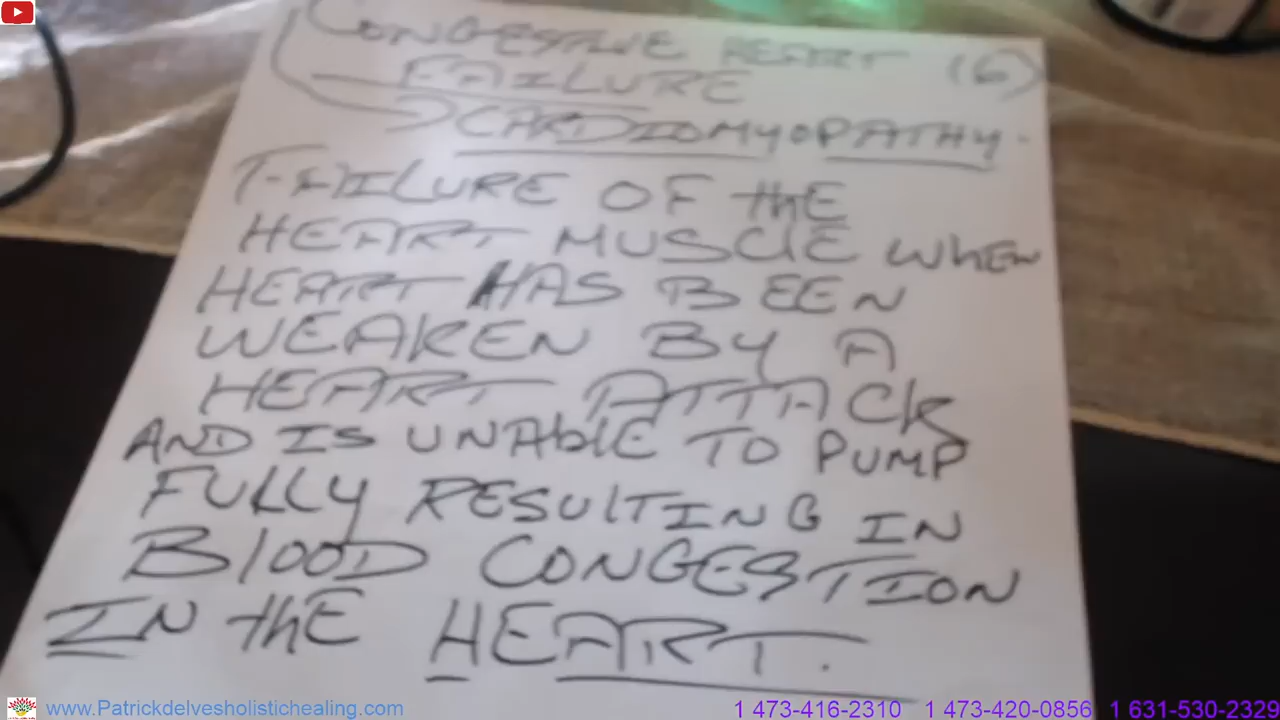 CONGESTIVE HEART (6)
FAILURE
CARDIOMYOPATHY.
FAILURE OF thE
HEART MUSCLE WHEN
HEART HAS BEEN
WEAKEN BY A
HEART ATTACK
AND IS UNABLE TO PUMP
FULLY RESULTING IN
BLOOD CONGESTION
IN thE HEART.
www.Patrickdelvesholistichealing.com 1 473-416-2310 1 473-420-0856 1 631-530-2329